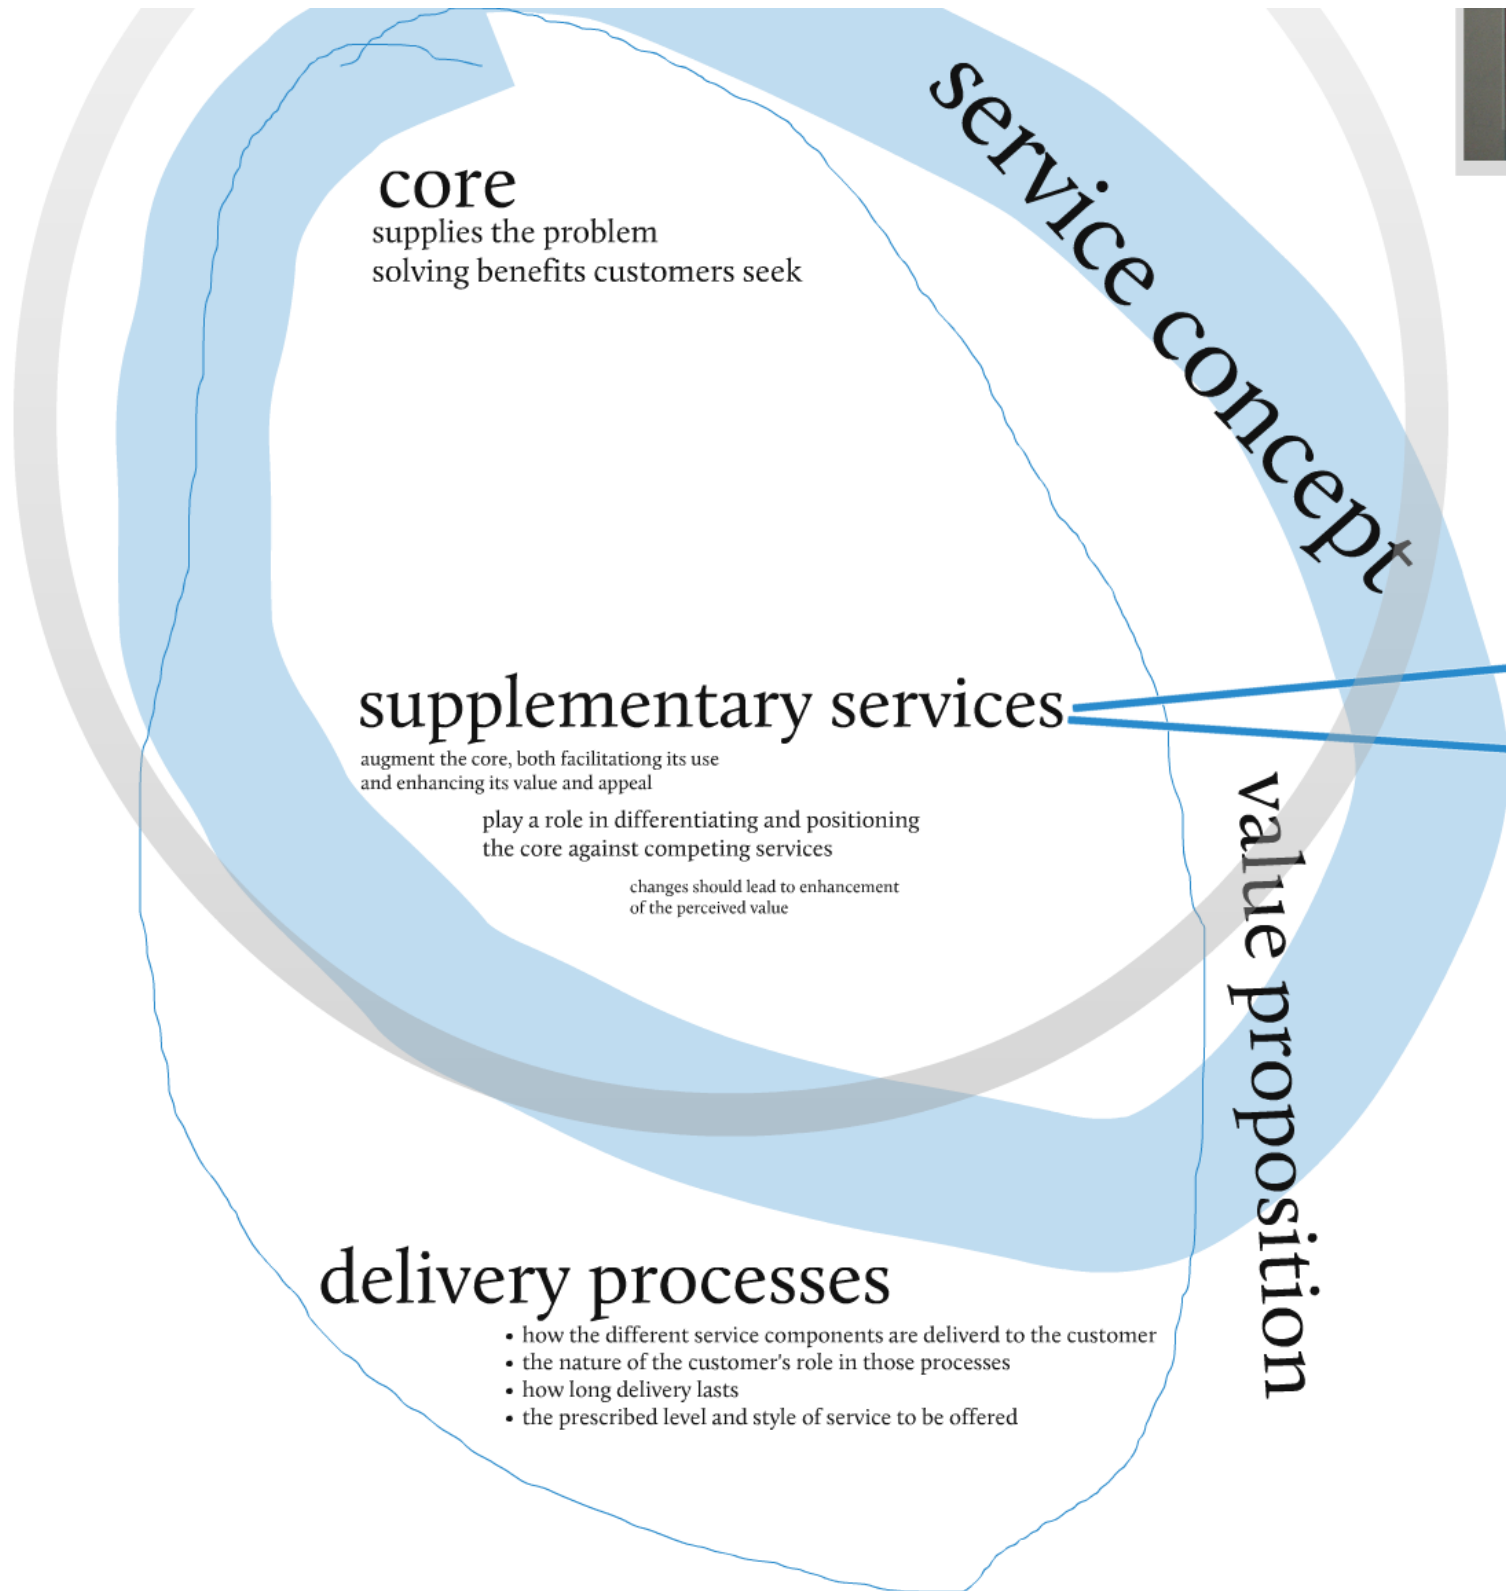 service concept
core
supplies the problem
solving benefits customers seek
supplementary services
augment the core, both facilitationg its use
and enhancing its value and appeal
play a role in differentiating and positioning
the core against competing services
changes should lead to enhancement
of the perceived value
value proposition
delivery processes
• how the different service components are deliverd to the customer
• the nature of the customer's role in those processes
• how long delivery lasts
• the prescribed level and style of service to be offered